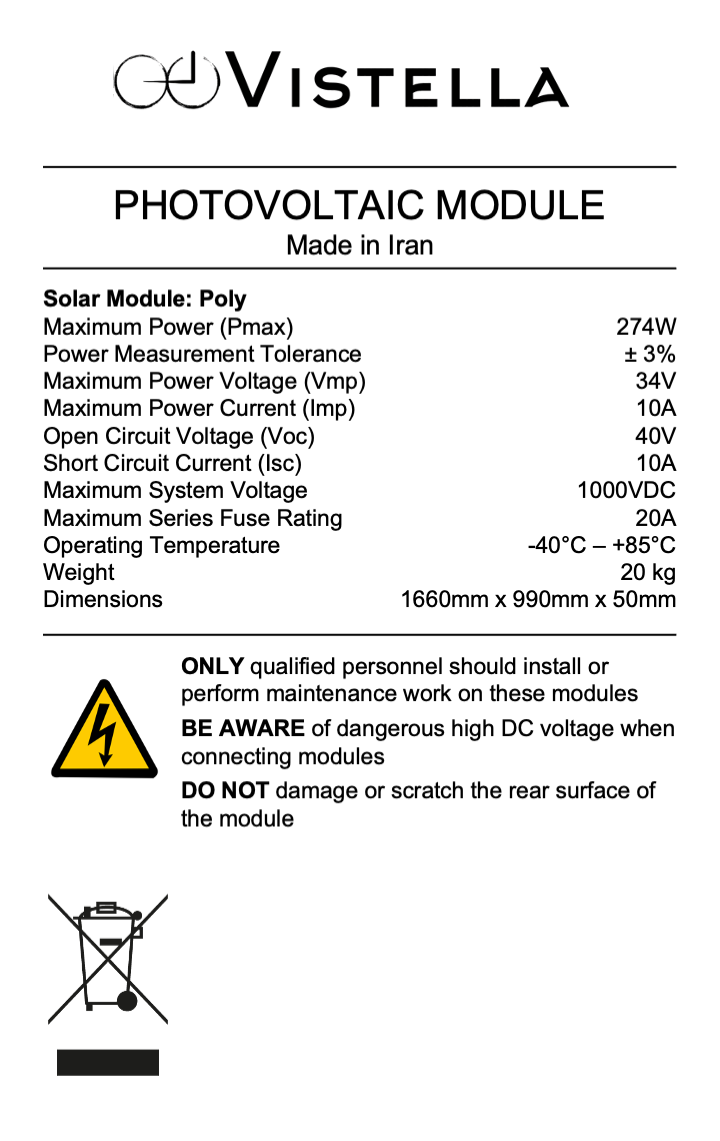 VISTELLA
PHOTOVOLTAIC MODULE
Made in Iran
Solar Module: Poly
Maximum Power (Pmax) 274W
Power Measurement Tolerance ± 3%
Maximum Power Voltage (Vmp) 34V
Maximum Power Current (Imp) 10A
Open Circuit Voltage (Voc) 40V
Short Circuit Current (Isc) 10A
Maximum System Voltage 1000VDC
Maximum Series Fuse Rating 20A
Operating Temperature -40°C – +85°C
Weight 20 kg
Dimensions 1660mm x 990mm x 50mm
ONLY qualified personnel should install or
perform maintenance work on these modules
BE AWARE of dangerous high DC voltage when
connecting modules
DO NOT damage or scratch the rear surface of
the module